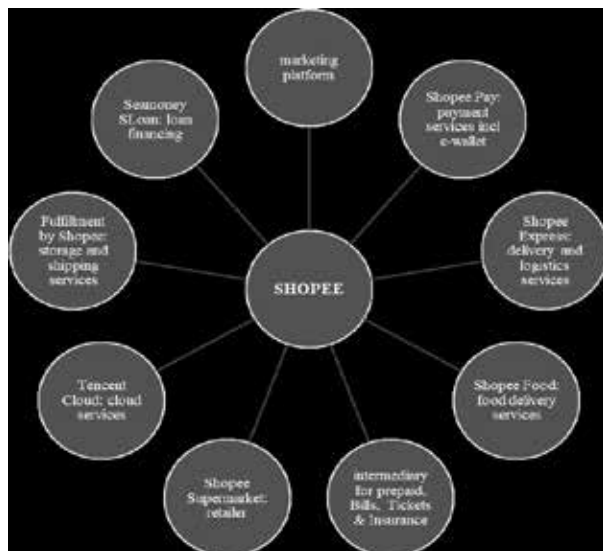 marketing
platform
Shopee Pay:
payment
services incl
e-wallet
Shopee
Express:
delivery and
logistics
services
Shopee Food:
food delivery
services
intermediary
for prepaid,
Bills, Tickets
& Insurance
Shopee
Supermarket:
retailer
Tencent
Cloud: cloud
services
Fulfillment
by Shopee:
storage and
shipping
services
Seamoney
SLoan: loan
financing
SHOPEE